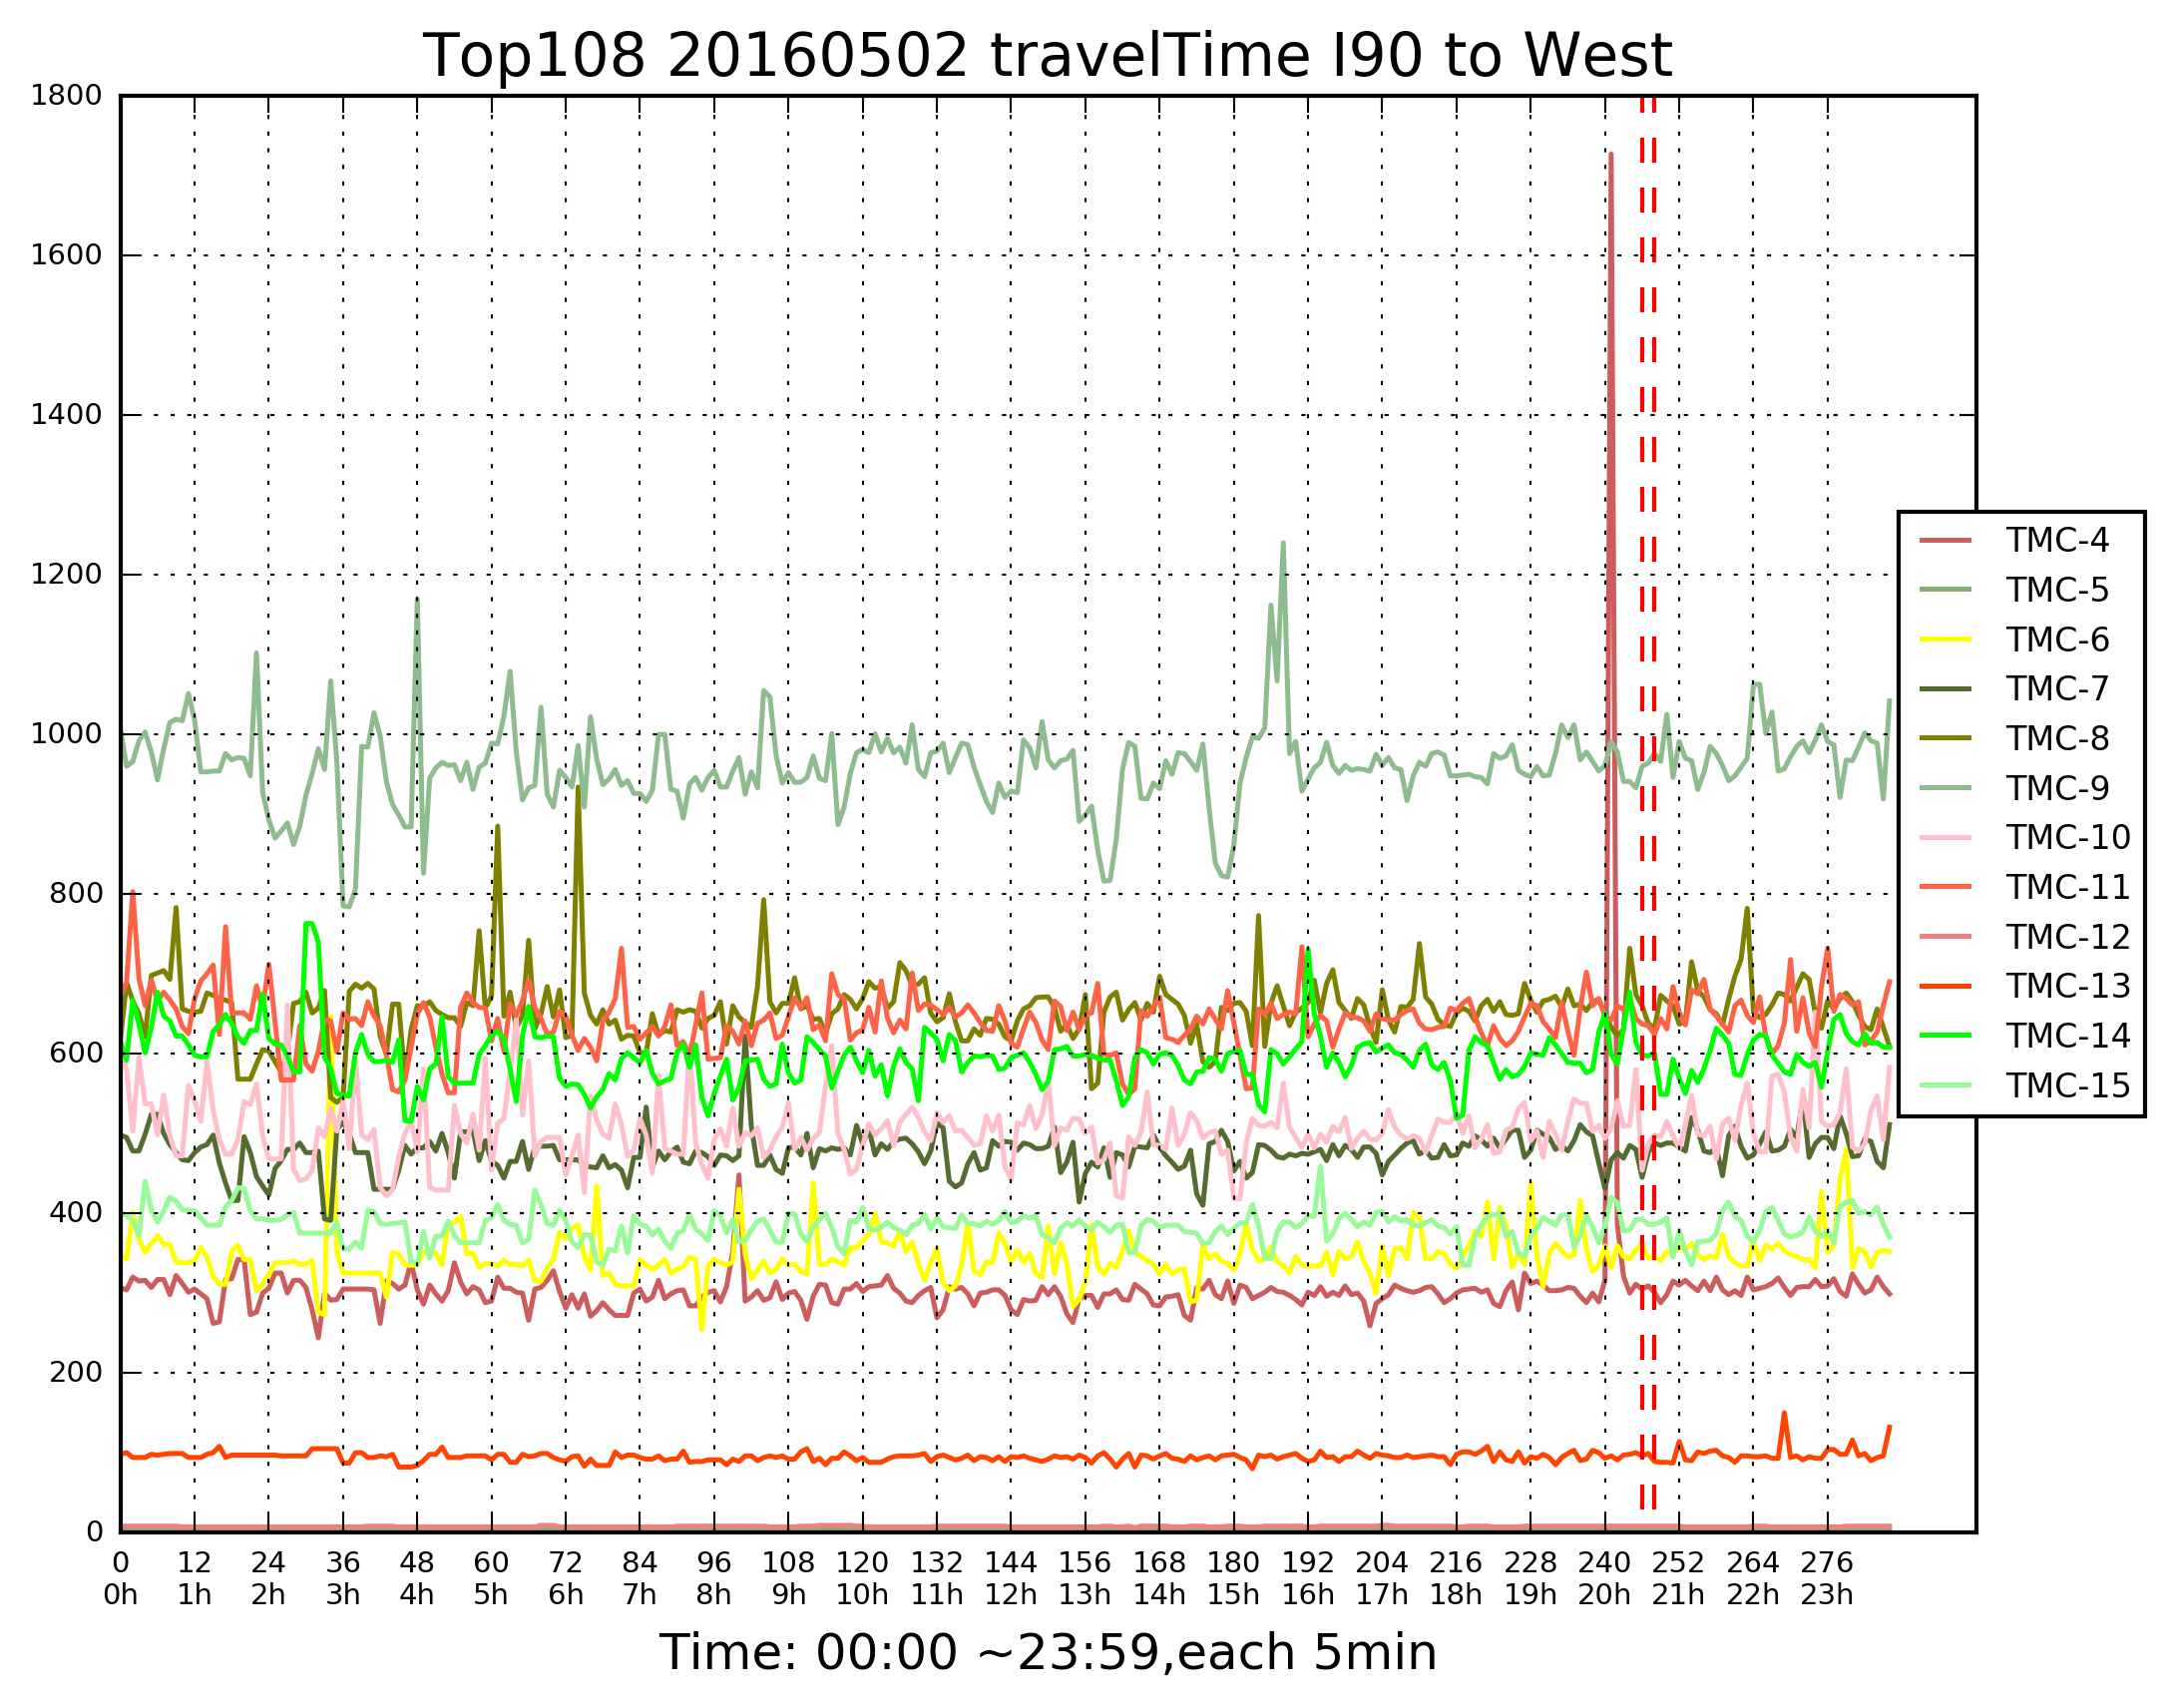 Top108 20160502 travelTime I90 to West
1800
1600
1400
1200
1000
800
600
400
200
0
TMC-4
TMC-5
TMC-6
TMC-7
TMC-8
TMC-9
TMC-10
TMC-11
TMC-12
TMC-13
TMC-14
TMC-15
0 12 24 36 48 60 72 84 96 108 120 132 144 156 168 180 192 204 216 228 240 252 264 276
0h 1h 2h 3h 4h 5h 6h 7h 8h 9h 10h 11h 12h 13h 14h 15h 16h 17h 18h 19h 20h 21h 22h 23h
Time: 00:00 ~23:59,each 5min